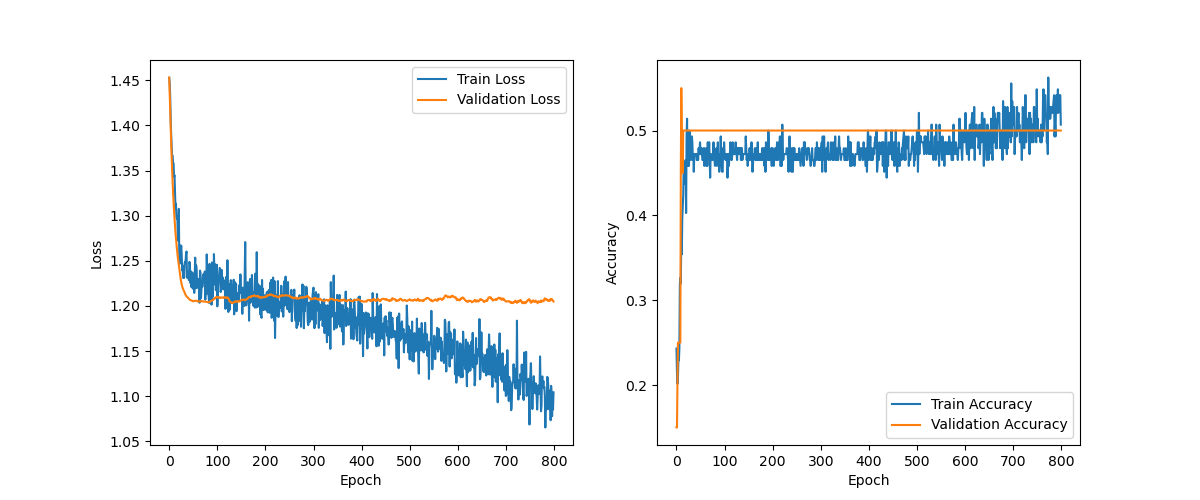 Loss
1.45
1.40
1.35
1.30
1.25
1.20
1.15
1.10
1.05
0 100 200 300 400 500 600 700 800
Epoch
Train Loss
Validation Loss
Accuracy
0.5
0.4
0.3
0.2
0 100 200 300 400 500 600 700 800
Epoch
Train Accuracy
Validation Accuracy